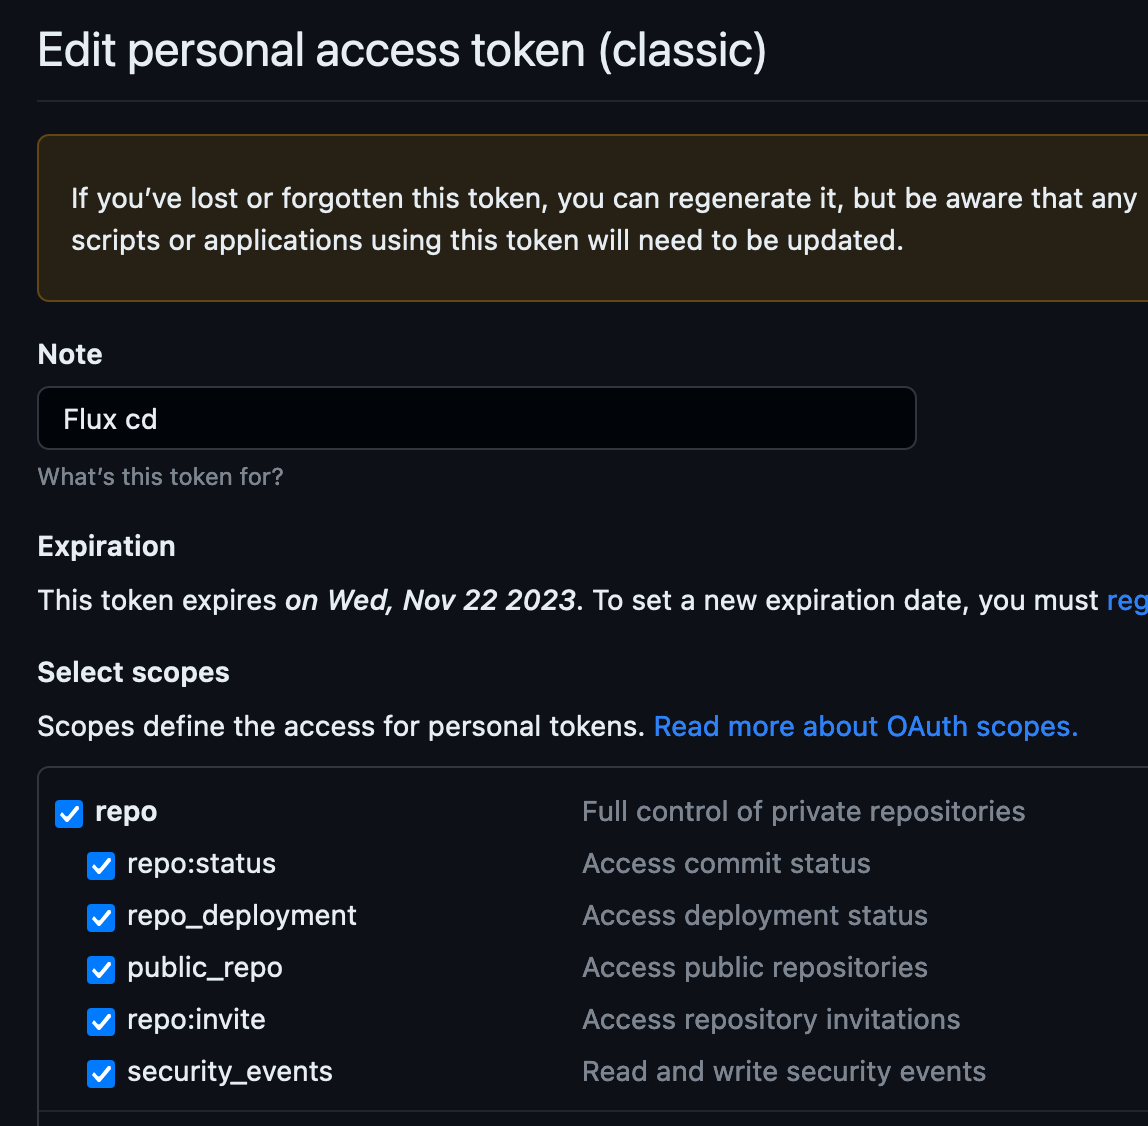 Edit personal access token (classic)
If you’ve lost or forgotten this token, you can regenerate it, but be aware that any
scripts or applications using this token will need to be updated.
Note
Flux cd
What’s this token for?
Expiration
This token expires on Wed, Nov 22 2023. To set a new expiration date, you must
Select scopes
Scopes define the access for personal tokens. Read more about OAuth scopes.
repo Full control of private repositories
repo:status Access commit status
repo_deployment Access deployment status
public_repo Access public repositories
repo:invite Access repository invitations
security_events Read and write security events